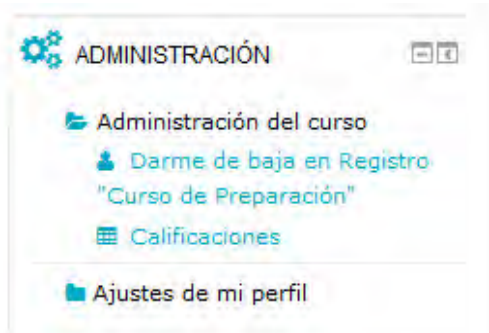 ADMINISTRACIÓN
Administración del curso
Darme de baja en Registro
"Curso de Preparación"
Calificaciones
Ajustes de mi perfil